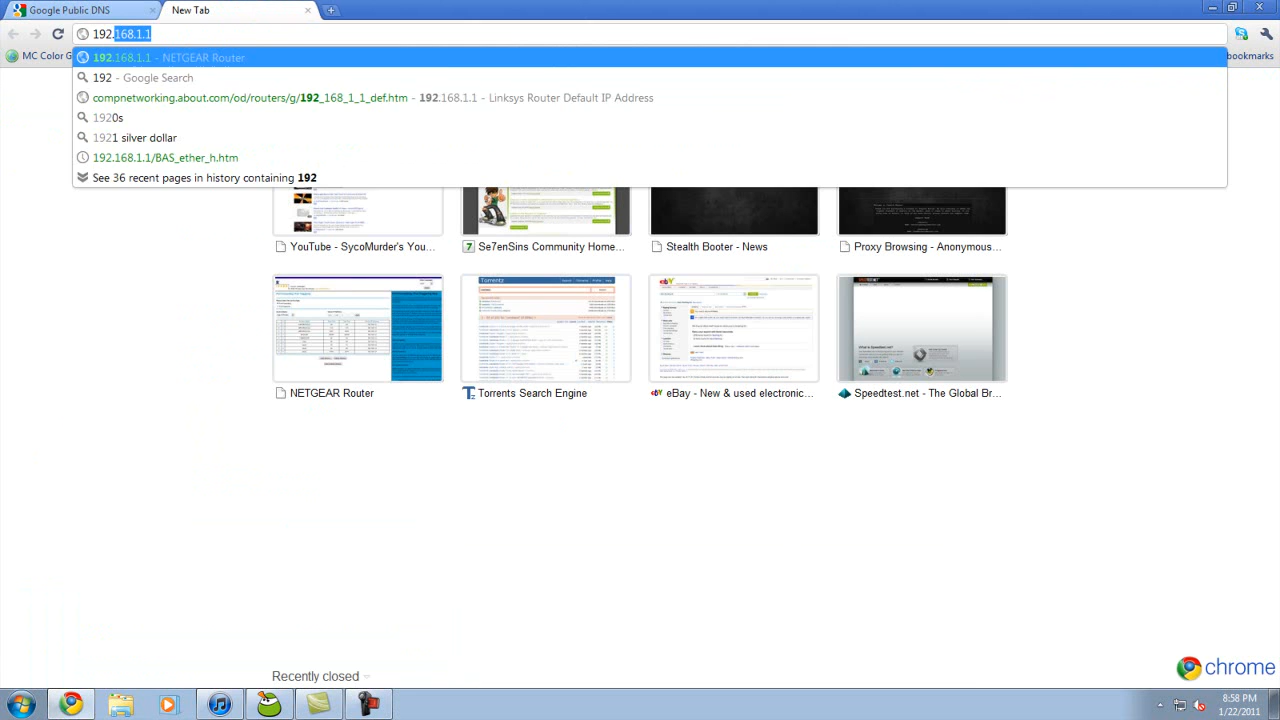 Google Public DNS
New Tab
192.168.1.1
MC Color G
Bookmarks
192.168.1.1 - NETGEAR Router
192 - Google Search
compnetworking.about.com/od/routers/g/192_168_1_1_def.htm - 192.168.1.1 - Linksys Router Default IP Address
1920s
1921 silver dollar
192.168.1.1/BAS_ether_h.htm
See 36 recent pages in history containing 192
YouTube - SycoMurder's You...
Se7enSins Community Home...
Stealth Booter - News
Proxy Browsing - Anonymous...
Torrentz
NETGEAR Router
Torrents Search Engine
eBay - New & used electronic...
Speedtest.net - The Global Br...
Recently closed
chrome
8:58 PM
1/22/2011